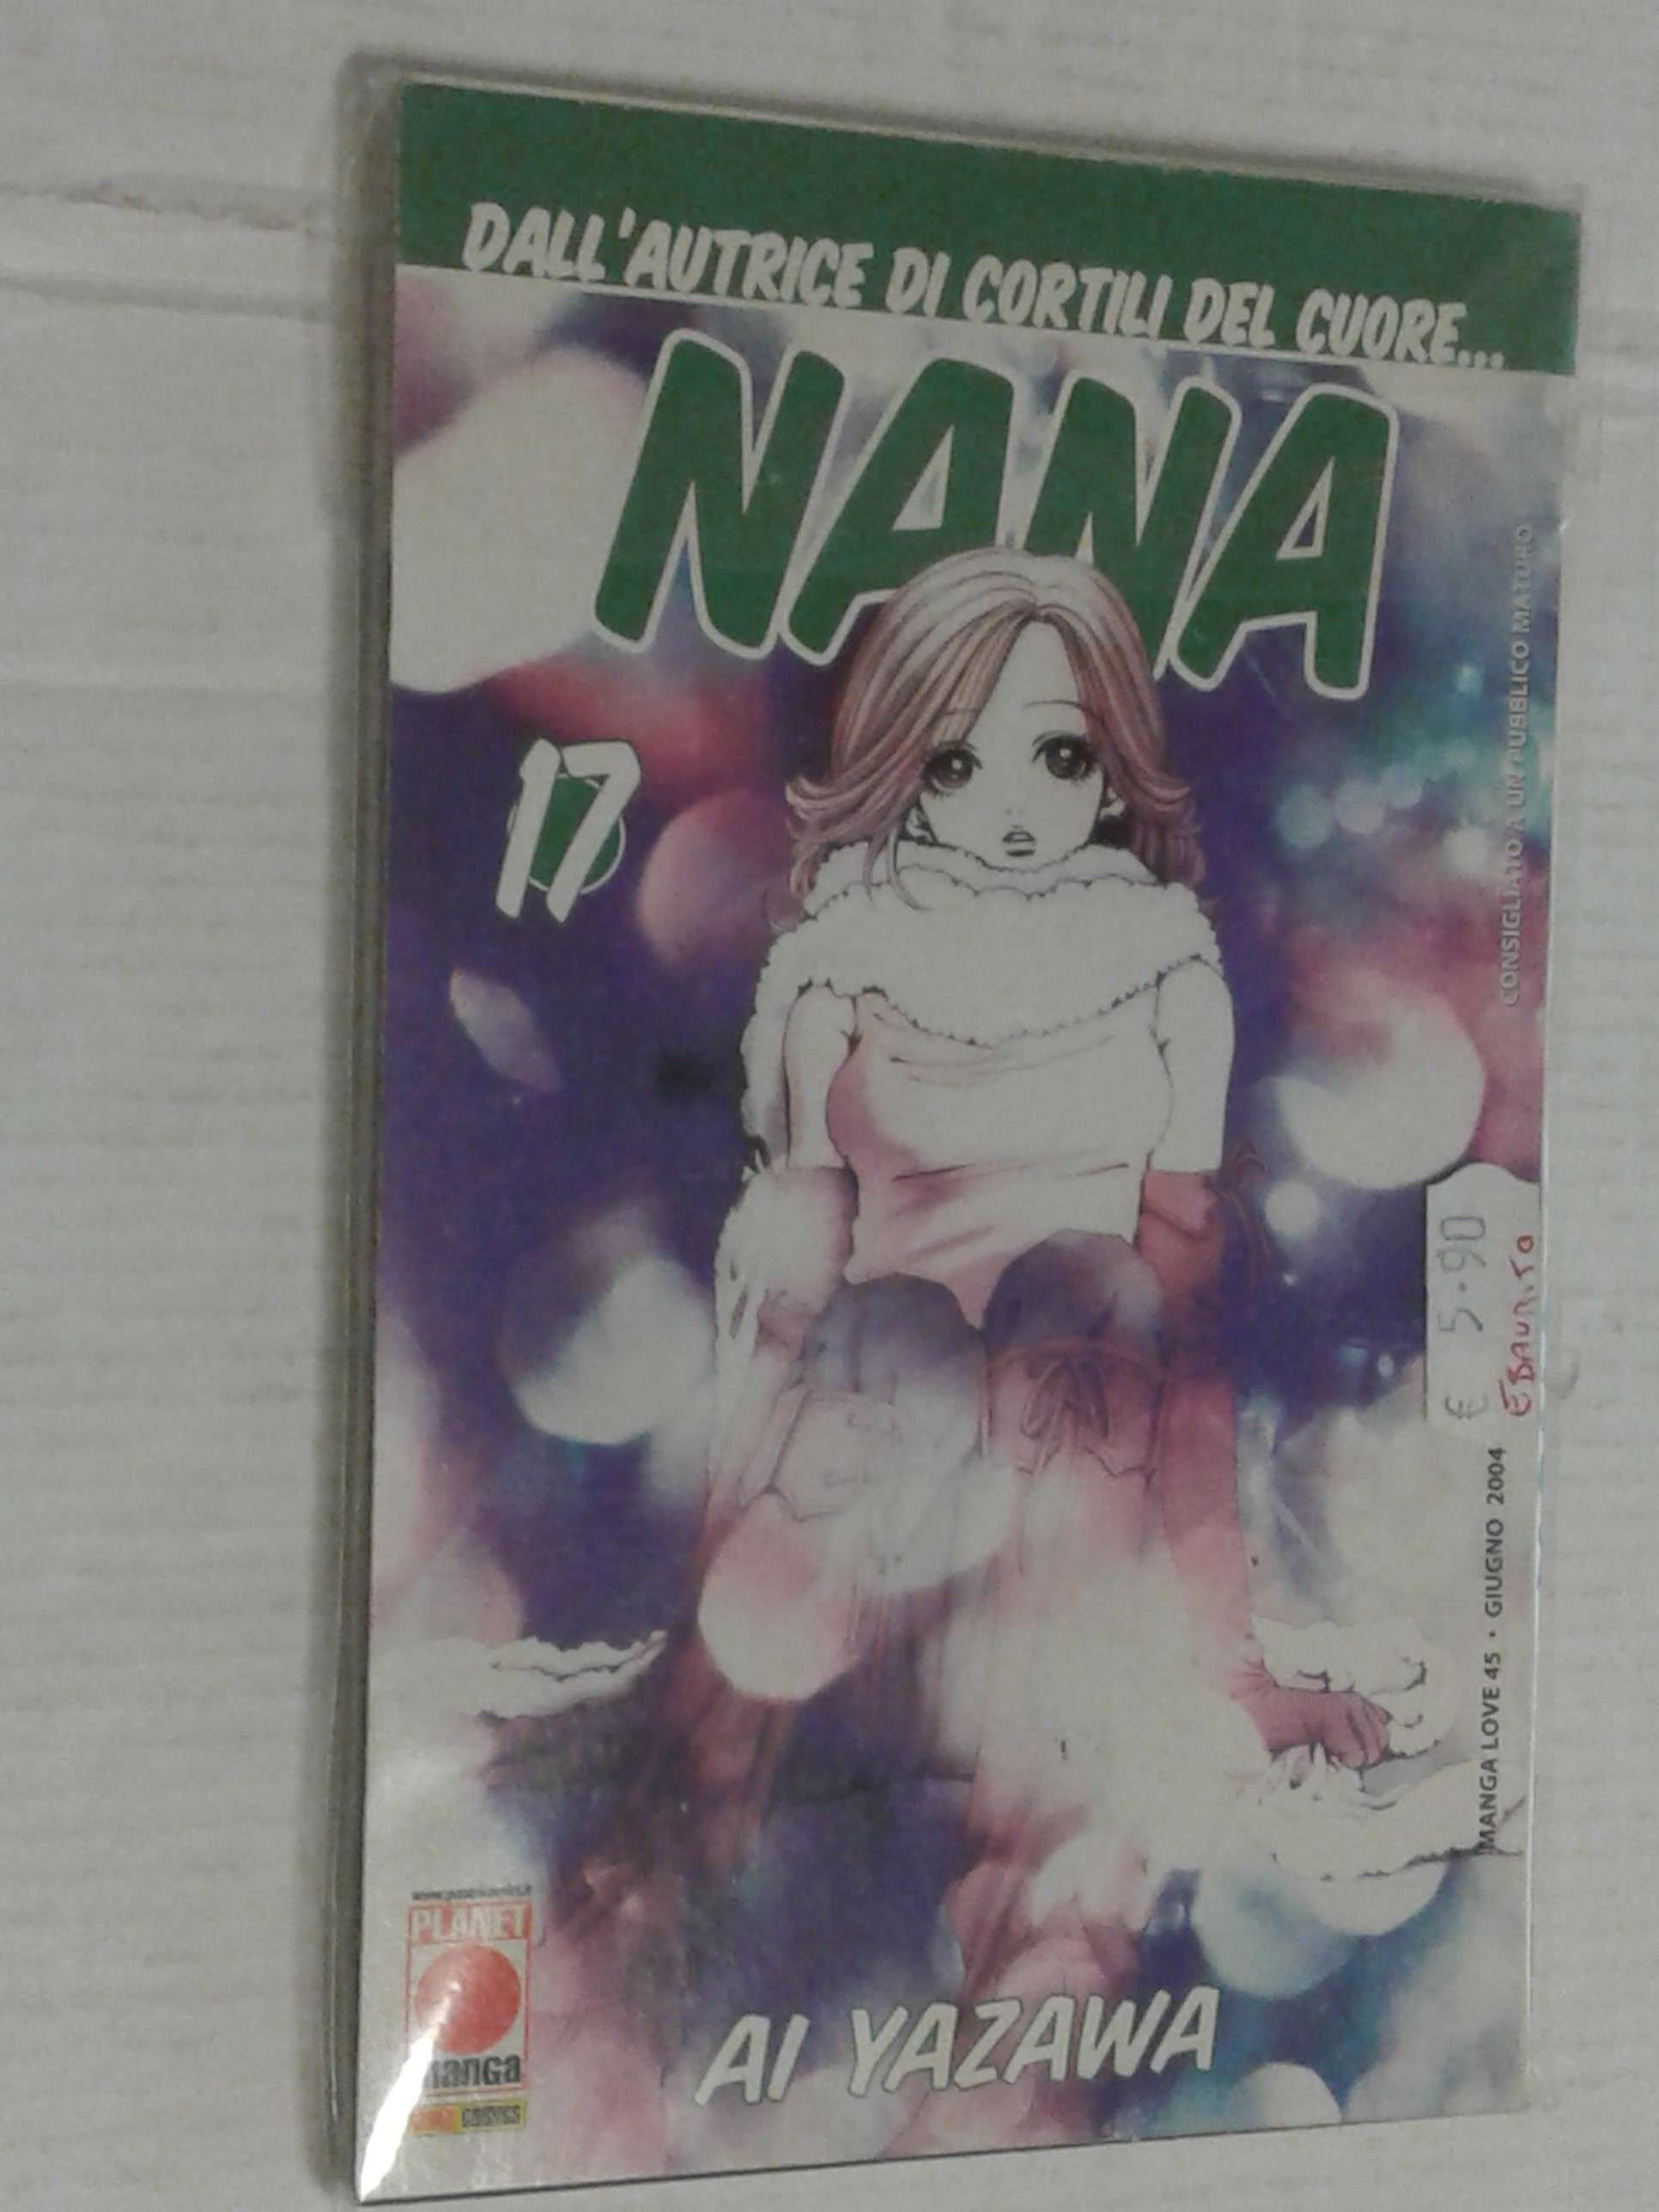 DALL'AUTRICE DI CORTILI DEL CUORE...
NANA
17
CONSIGLIATO A UN PUBBLICO MATURO
€ 5.90
MANGA LOVE 45 • GIUGNO 2004
PLANET
manga
COMICS
AI YAZAWA